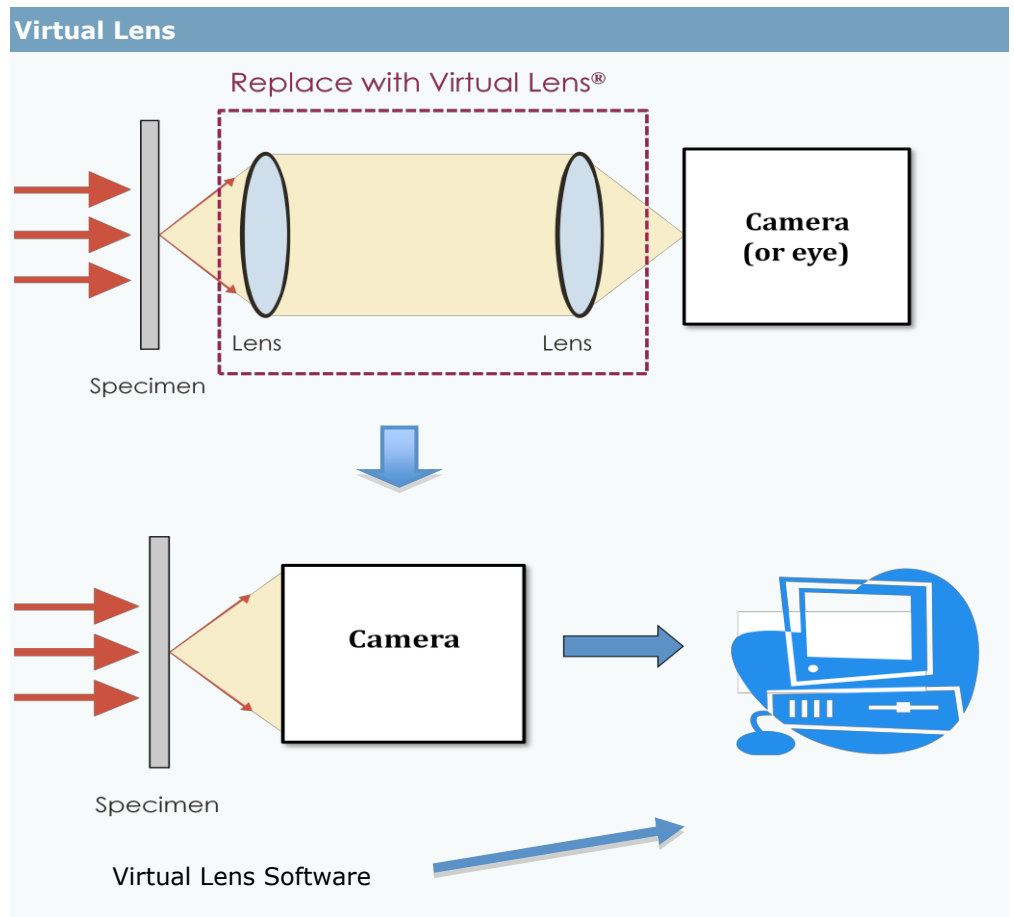 Virtual Lens
Replace with Virtual Lens®
Camera
(or eye)
Lens
Lens
Specimen
Camera
Specimen
Virtual Lens Software